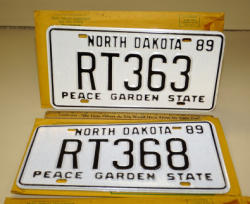 NORTH DAKOTA 89
RT363
PEACE GARDEN STATE
NORTH DAKOTA 89
RT368
PEACE GARDEN STATE